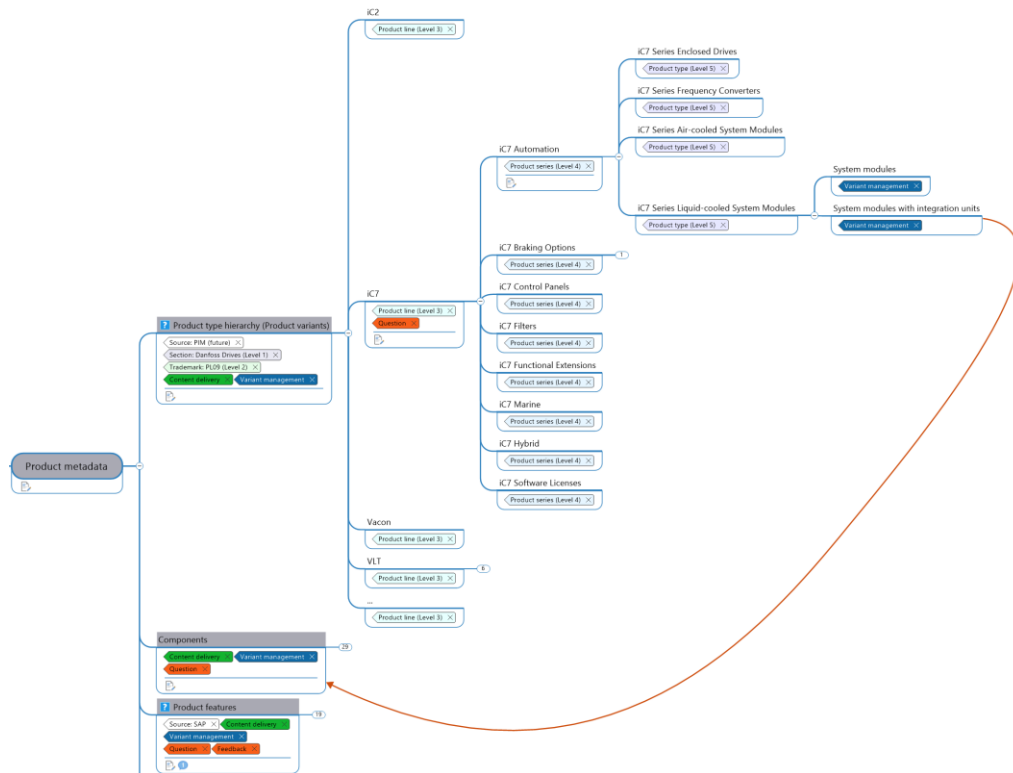 iC2
Product line (Level 3)
iC7 Series Enclosed Drives
Product type (Level 5)
iC7 Series Frequency Converters
Product type (Level 5)
iC7 Series Air-cooled System Modules
Product type (Level 5)
iC7 Automation
Product series (Level 4)
System modules
Variant management
iC7 Series Liquid-cooled System Modules
Product type (Level 5)
System modules with integration units
Variant management
iC7 Braking Options
1
Product series (Level 4)
iC7
Product line (Level 3)
Question
iC7 Control Panels
Product series (Level 4)
iC7 Filters
Product series (Level 4)
iC7 Functional Extensions
Product series (Level 4)
iC7 Marine
Product series (Level 4)
iC7 Hybrid
Product series (Level 4)
iC7 Software Licenses
Product series (Level 4)
? Product type hierarchy (Product variants)
Source: PIM (future)
Section: Danfoss Drives (Level 1)
Trademark: PL09 (Level 2)
Content delivery Variant management
Product metadata
Vacon
Product line (Level 3)
VLT
6
Product line (Level 3)
...
Product line (Level 3)
Components
29
Content delivery Variant management
Question
? Product features
19
Source: SAP Content delivery
Variant management
Question Feedback
1